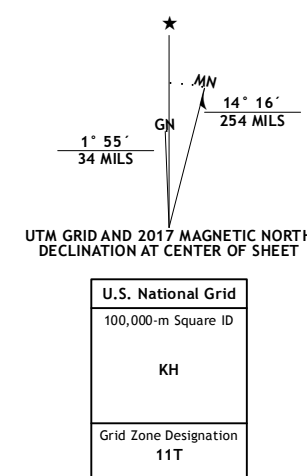 MN
GN
14° 16´
254 MILS
1° 55´
34 MILS
UTM GRID AND 2017 MAGNETIC NORTH
DECLINATION AT CENTER OF SHEET
U.S. National Grid
100,000-m Square ID
KH
Grid Zone Designation
11T